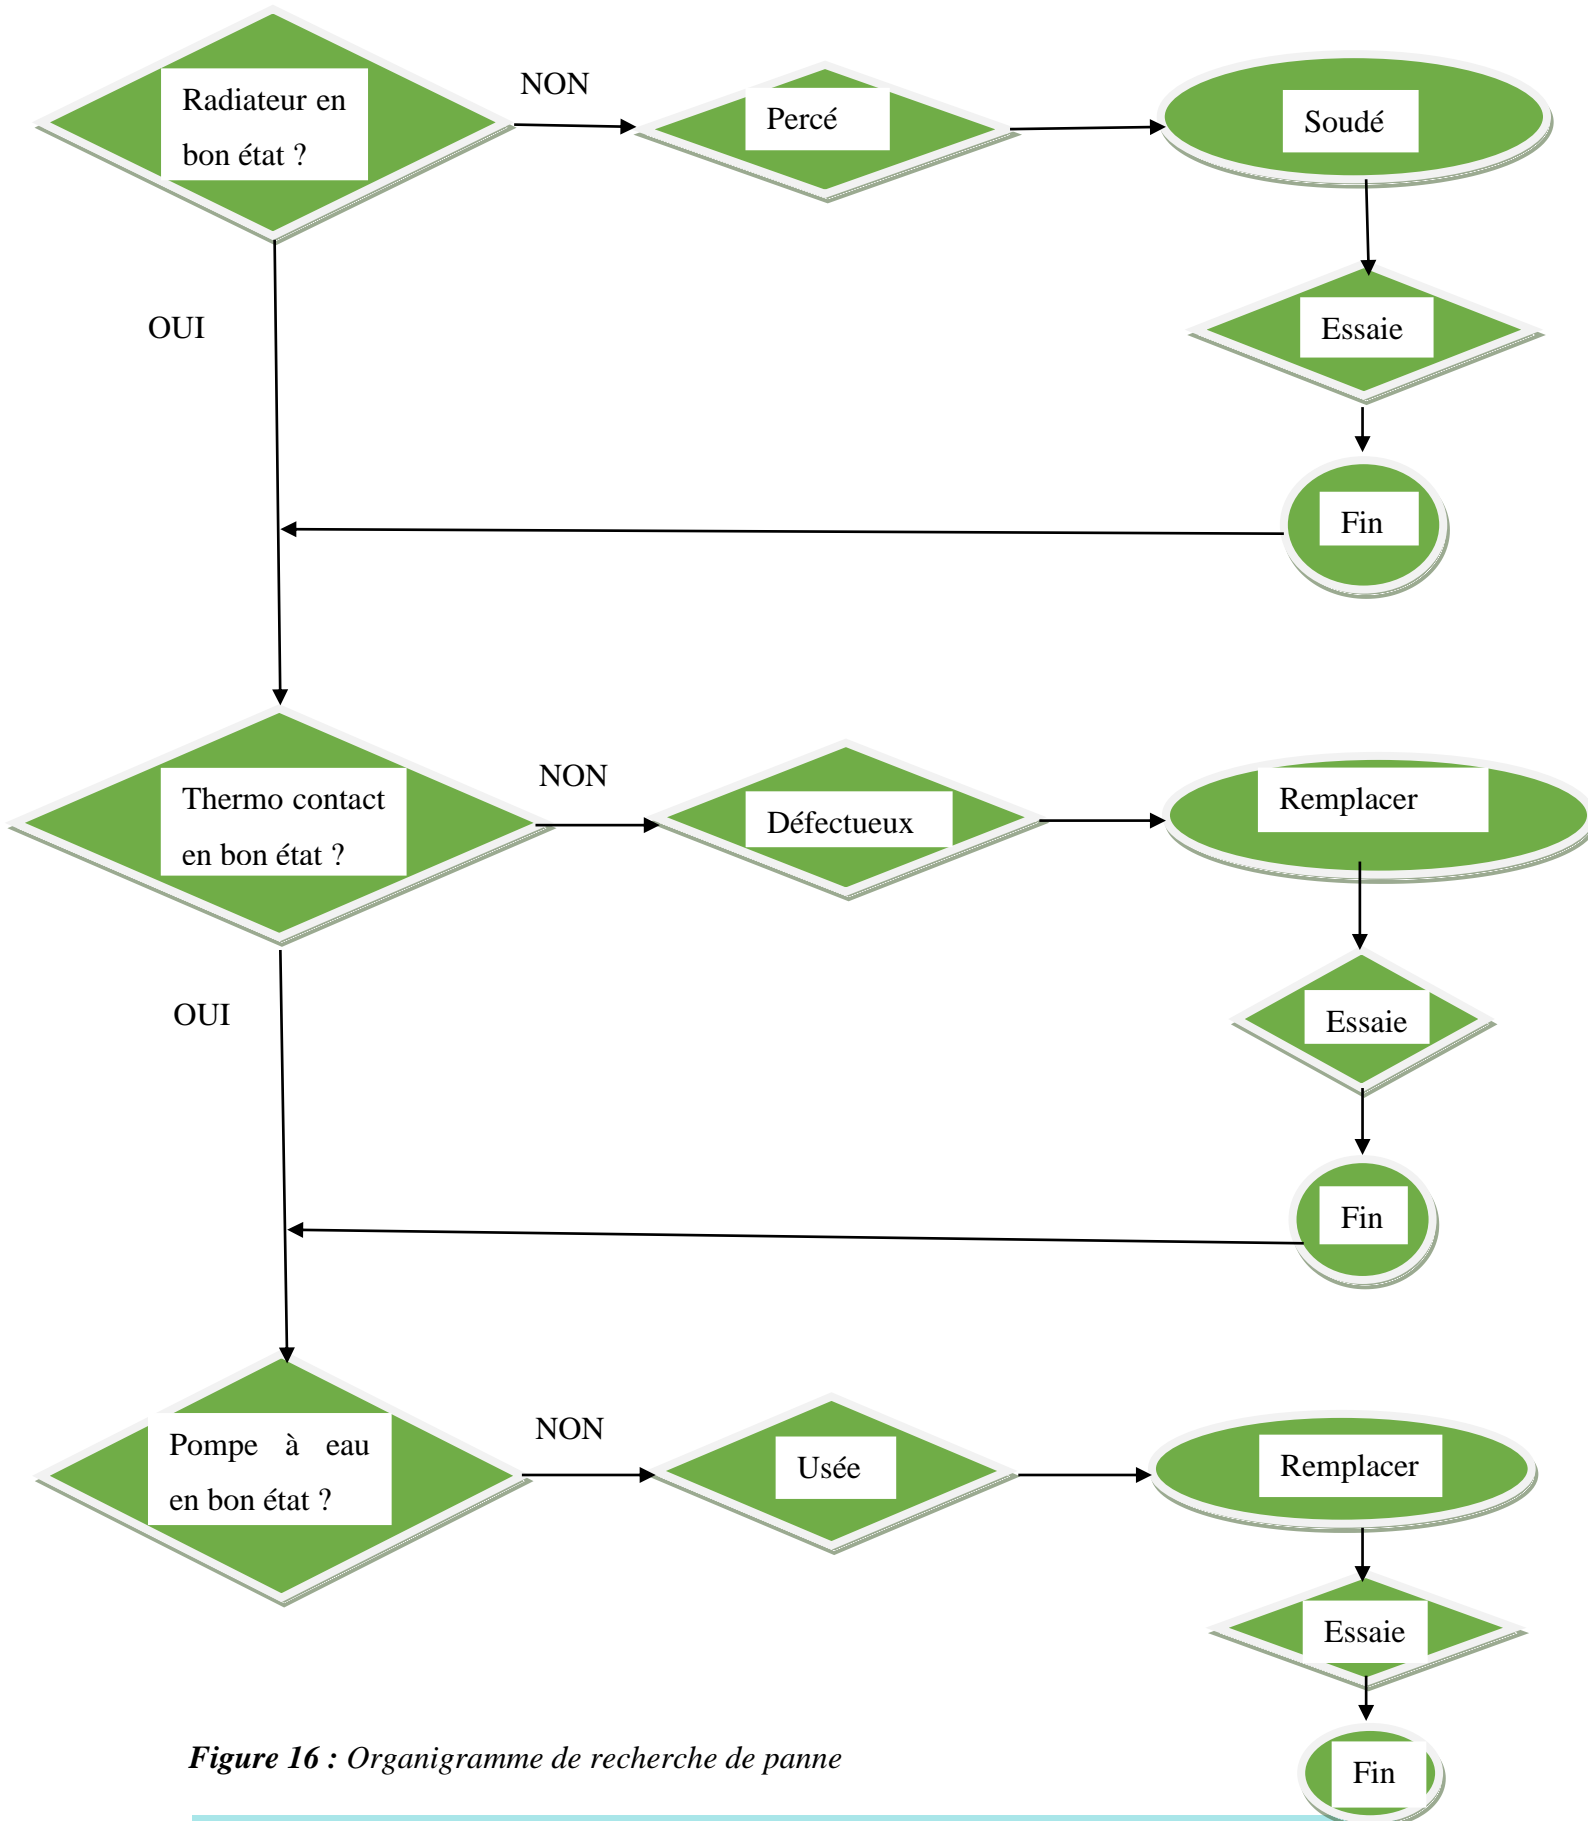 Radiateur en
bon état ?
NON
Percé
Soudé
OUI
Essaie
Fin
Thermo contact
en bon état ?
NON
Défectueux
Remplacer
OUI
Essaie
Fin
Pompe à eau
en bon état ?
NON
Usée
Remplacer
Essaie
Fin
Figure 16 : Organigramme de recherche de panne